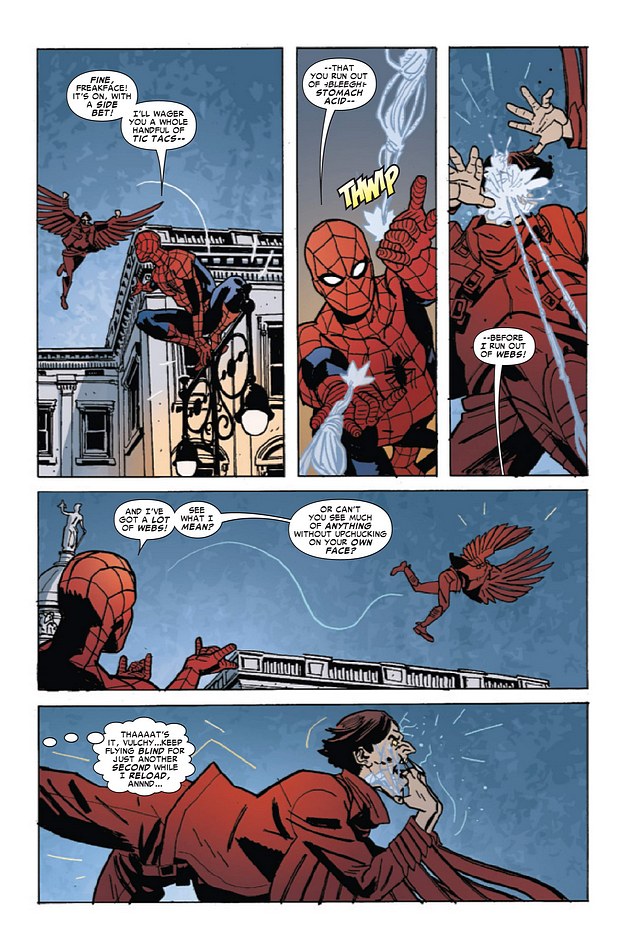 FINE,
FREAKFACE!
IT'S ON, WITH
A SIDE
BET!
I'LL WAGER
YOU A WHOLE
HANDFUL OF
TIC TACS--
--THAT
YOU RUN OUT
OF ‹BLEEGH›
STOMACH
ACID--
THWIP
--BEFORE
I RUN OUT
OF WEBS!
AND I'VE
GOT A LOT
OF WEBS!
SEE
WHAT I
MEAN?
OR CAN'T
YOU SEE MUCH
OF ANYTHING
WITHOUT UPCHUCKING
ON YOUR OWN
FACE?
THAAAAT'S
IT, VULCHY...KEEP
FLYING BLIND FOR
JUST ANOTHER
SECOND WHILE
I RELOAD,
ANNND...